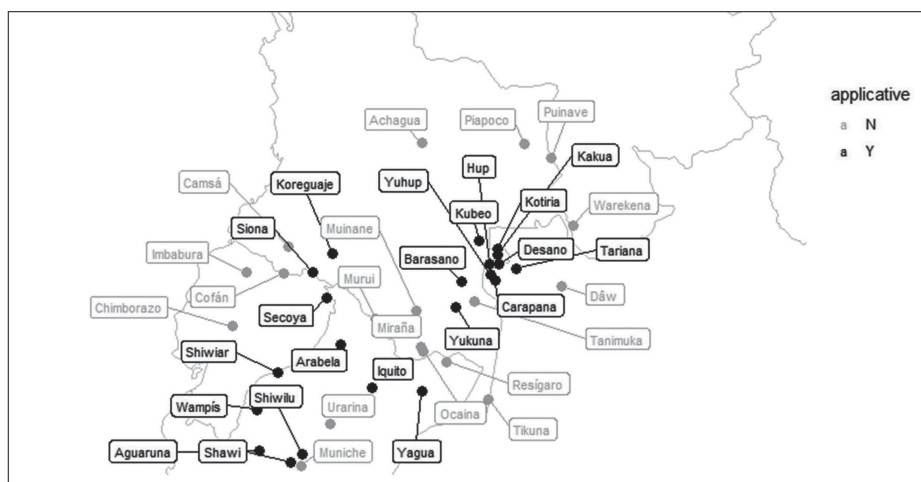 applicative
a N
a Y
Puinave
Achagua
Piapoco
Hup
Kakua
Camsá
Koreguaje
Yuhup
Kotiria
Kubeo
Warekena
Siona
Muinane
Desano
Tariana
Imbabura
Barasano
Murui
Cofán
Dâw
Chimborazo
Secoya
Carapana
Miraña
Yukuna
Tanimuka
Shiwiar
Arabela
Iquito
Resígaro
Shiwilu
Wampís
Urarina
Ocaina
Tikuna
Aguaruna
Shawi
Muniche
Yagua